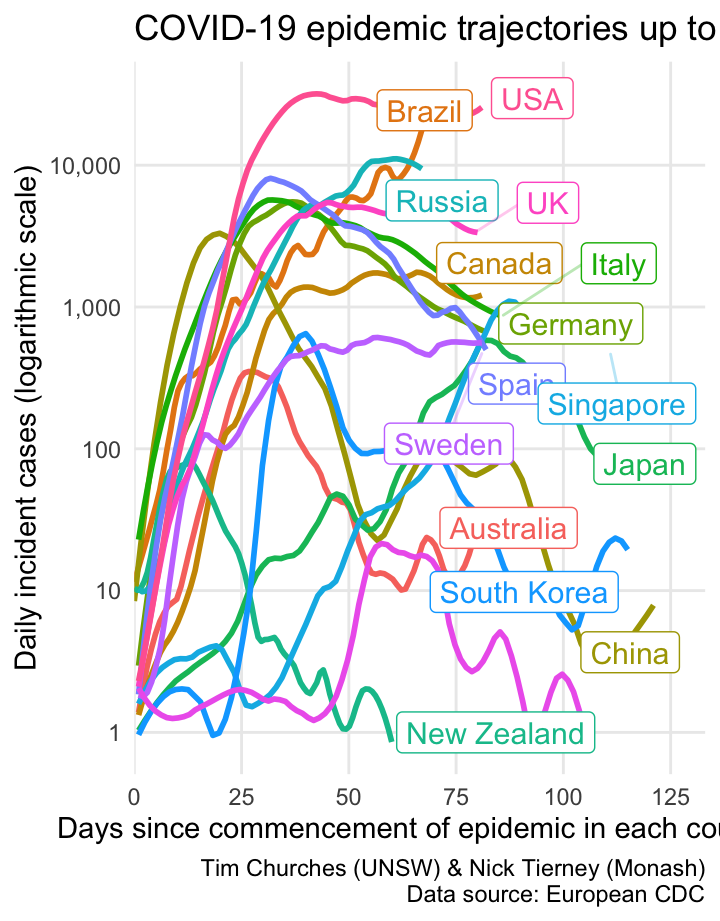 COVID-19 epidemic trajectories up to
Daily incident cases (logarithmic scale)
10,000
1,000
100
10
1
Brazil
USA
Russia
UK
Canada
Italy
Germany
Spain
Singapore
Sweden
Japan
Australia
South Korea
China
New Zealand
0 25 50 75 100 125
Days since commencement of epidemic in each cou
Tim Churches (UNSW) & Nick Tierney (Monash)
Data source: European CDC